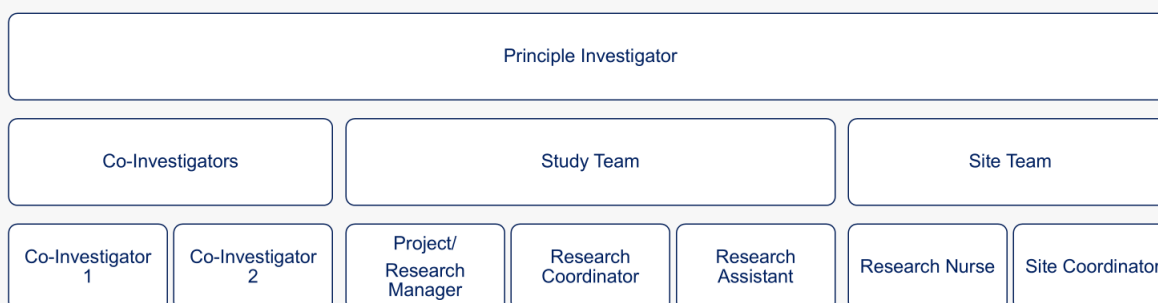 Principle Investigator
Co-Investigators
Study Team
Site Team
Co-Investigator
1
Co-Investigator
2
Project/
Research
Manager
Research
Coordinator
Research
Assistant
Research Nurse
Site Coordinator